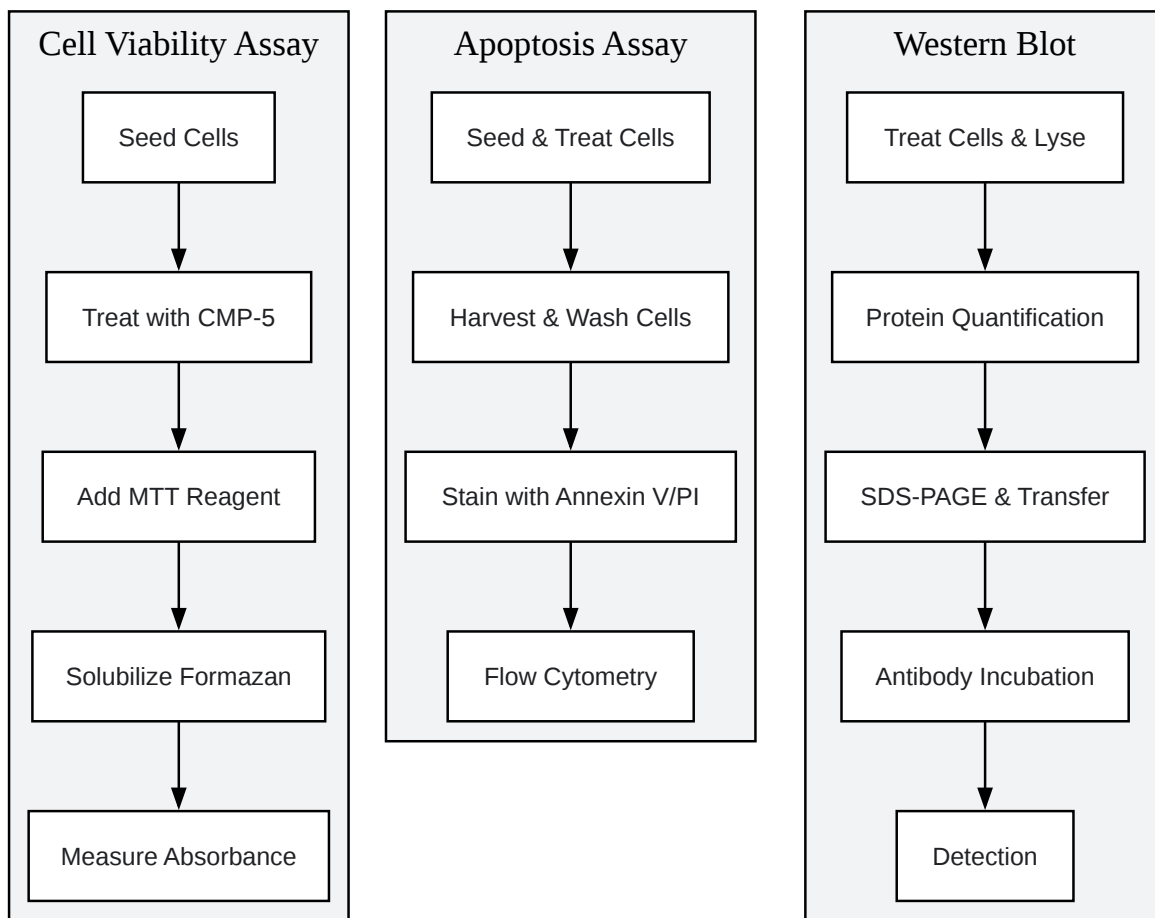 Cell Viability Assay
Seed Cells
Treat with CMP-5
Add MTT Reagent
Solubilize Formazan
Measure Absorbance
Apoptosis Assay
Seed & Treat Cells
Harvest & Wash Cells
Stain with Annexin V/PI
Flow Cytometry
Western Blot
Treat Cells & Lyse
Protein Quantification
SDS-PAGE & Transfer
Antibody Incubation
Detection